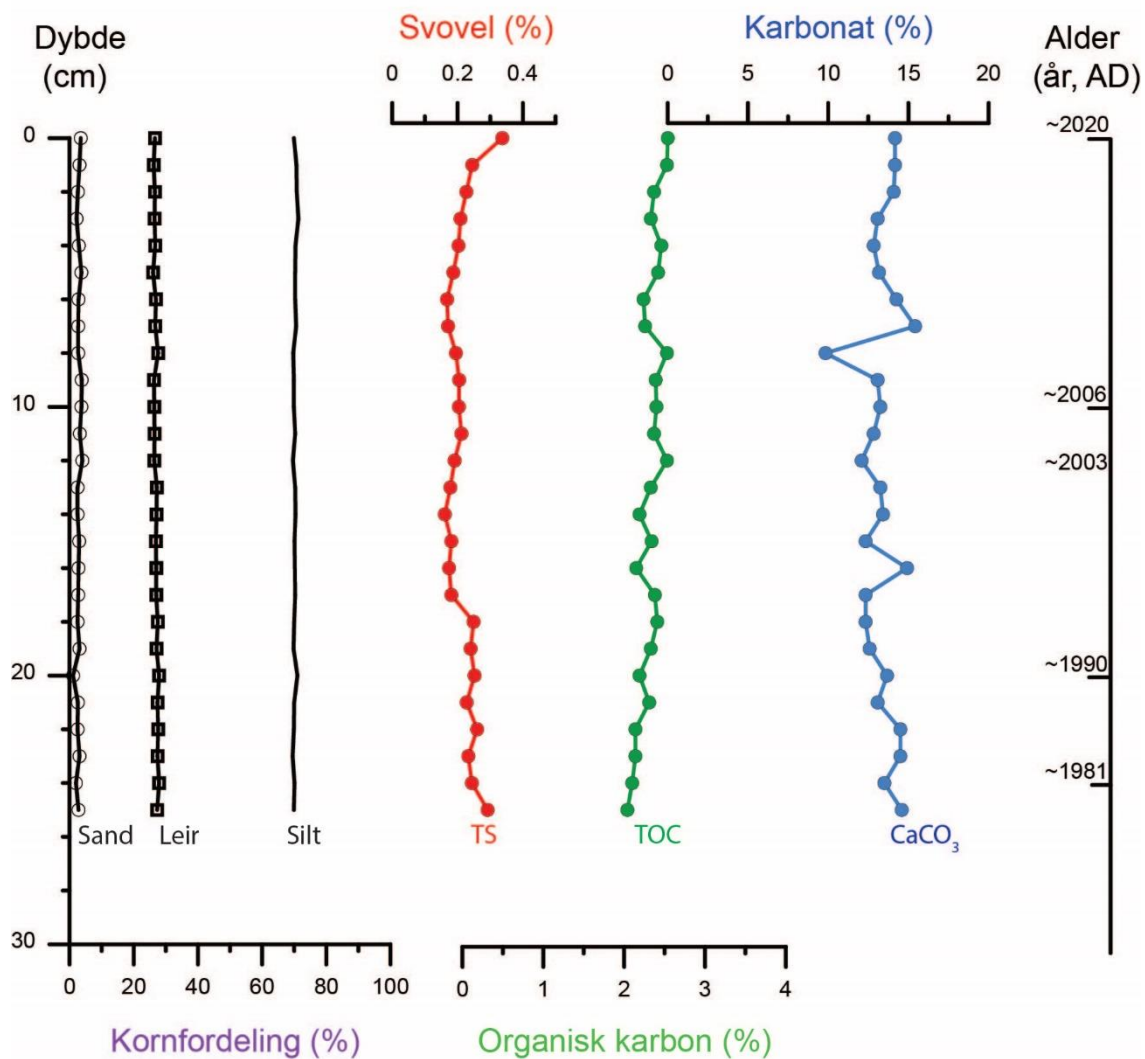 Dybde
(cm)
Svovel (%)
Karbonat (%)
Alder
(år, AD)
0 0.2 0.4
0 5 10 15 20
0
10
20
30
~2020
~2006
~2003
~1990
~1981
Sand Leir Silt TS TOC CaCO₃
0 20 40 60 80 100
0 1 2 3 4
Kornfordeling (%)
Organisk karbon (%)